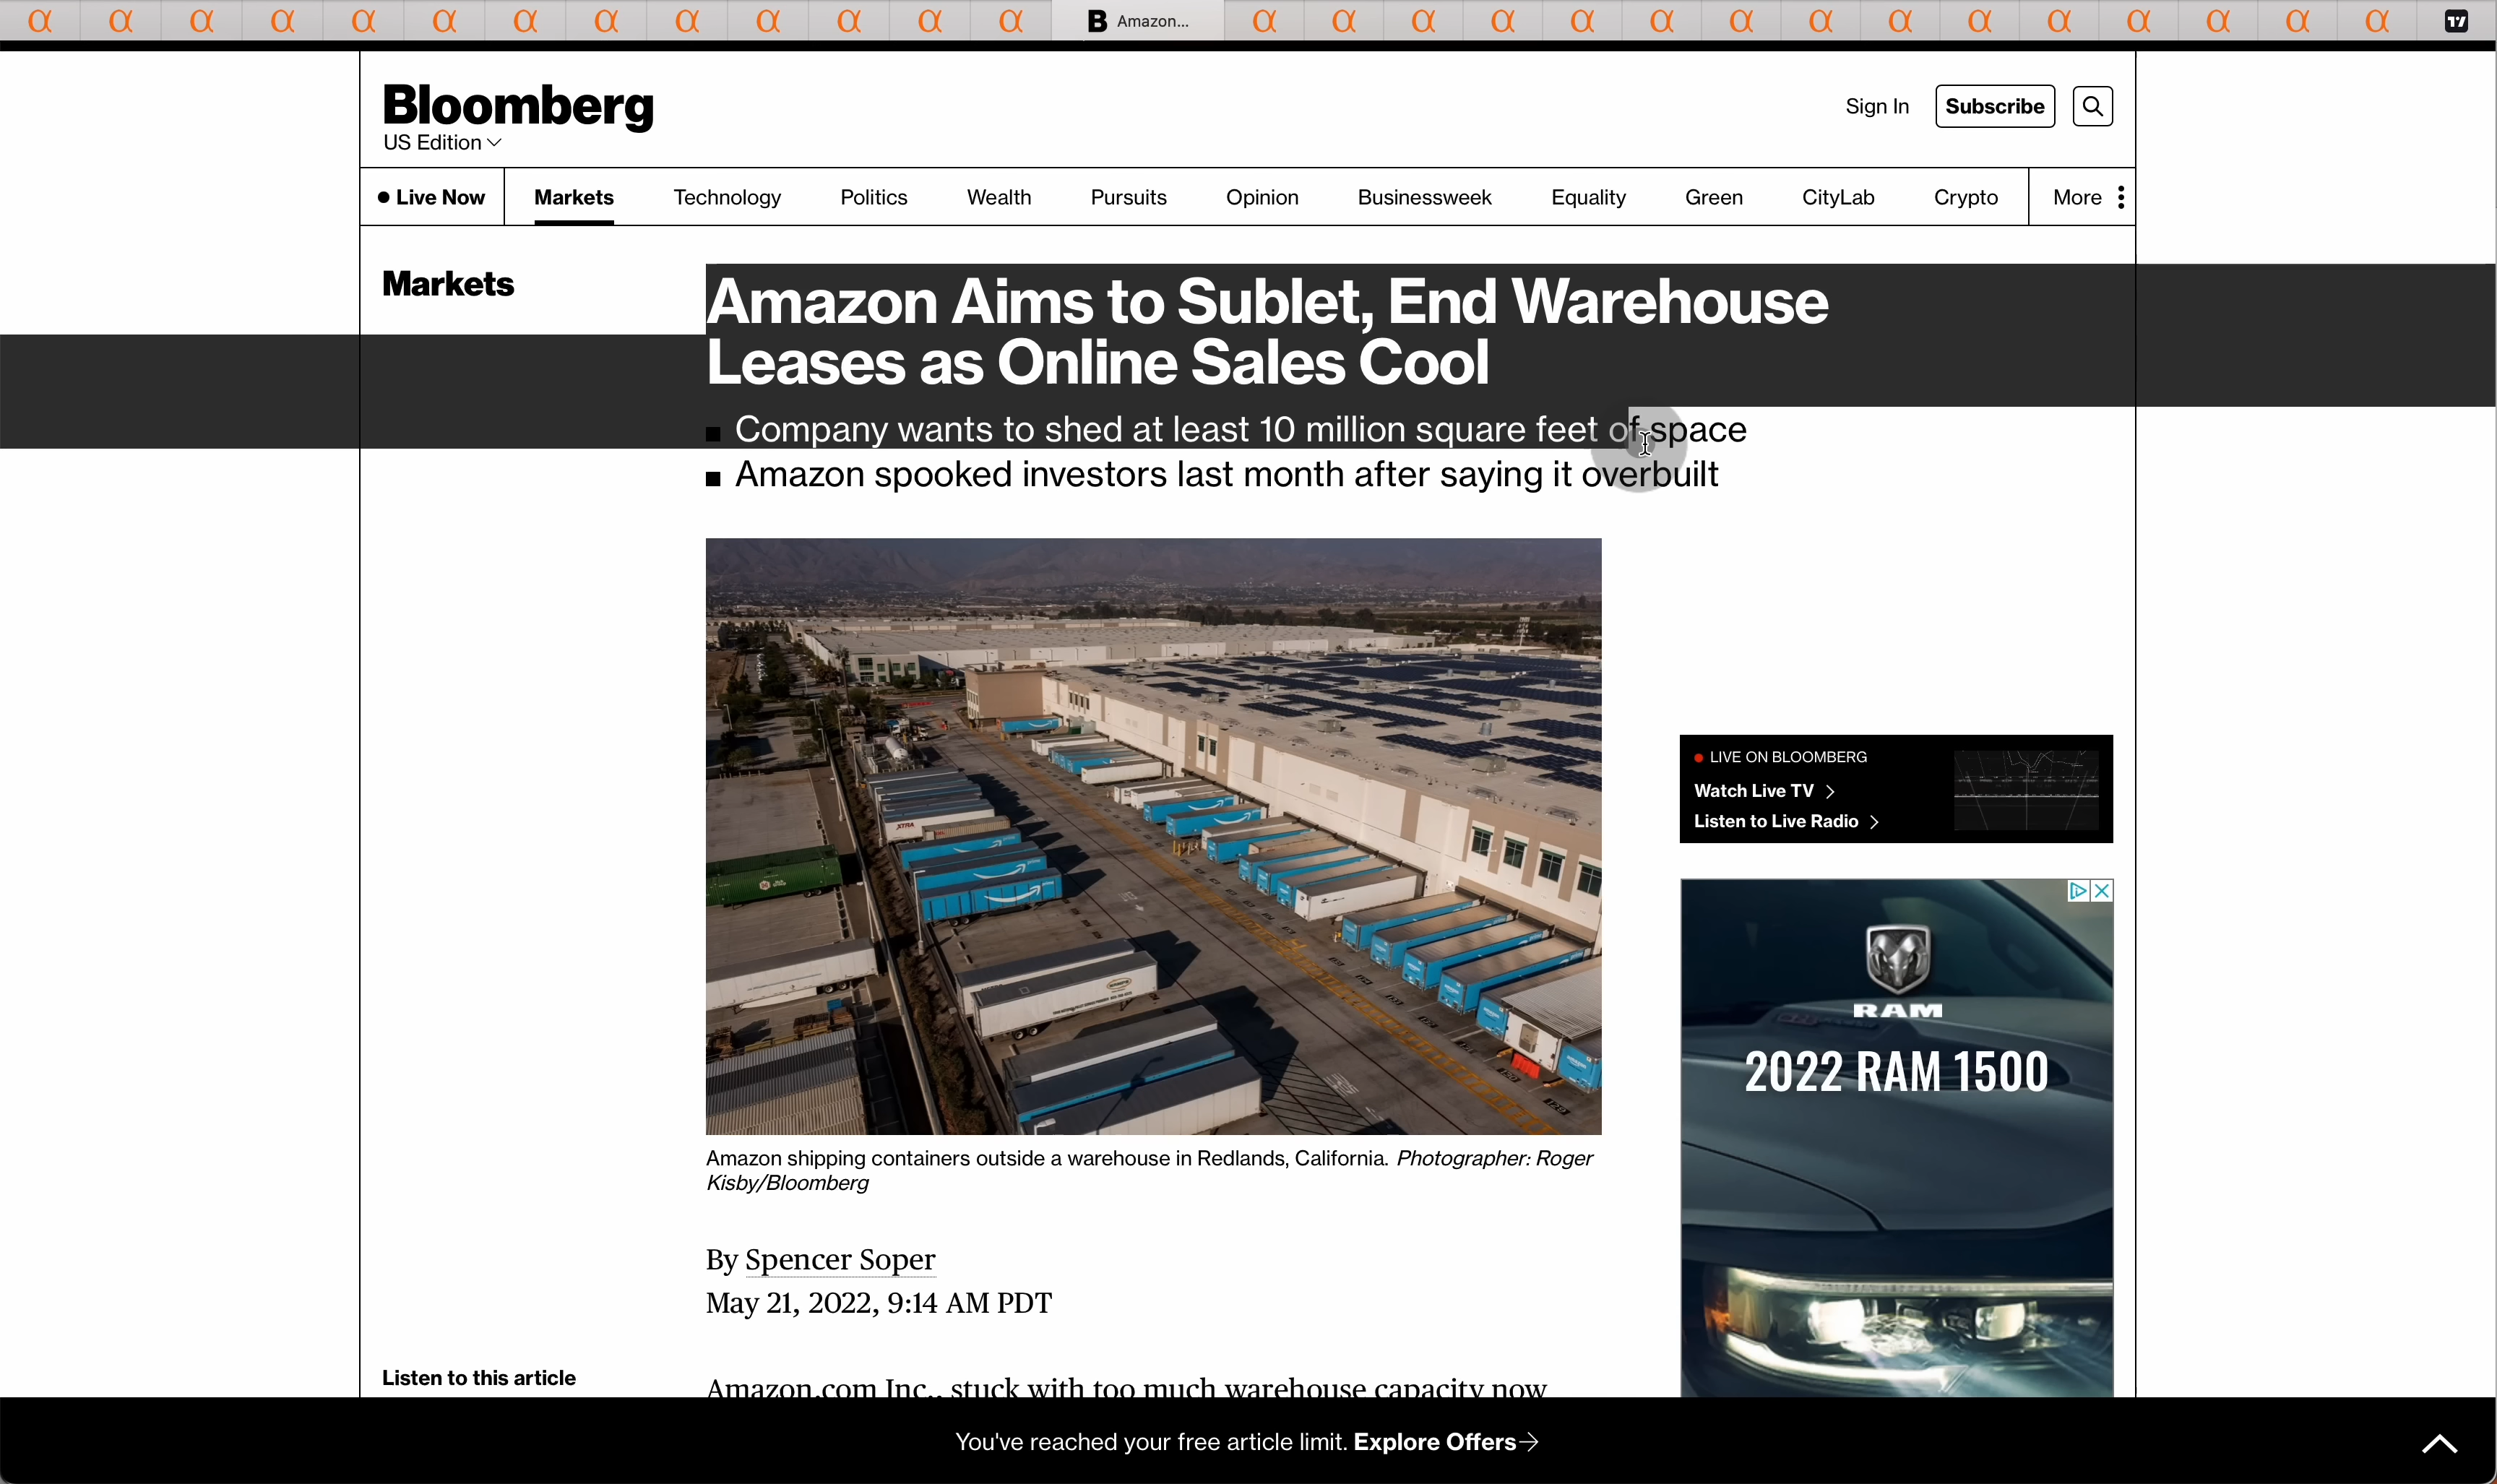 α α α α α α α α α α α α α B Amazon... α α α α α α α α α α α α α α α
Bloomberg
US Edition
Sign In Subscribe
Live Now Markets Technology Politics Wealth Pursuits Opinion Businessweek Equality Green CityLab Crypto More
Markets
Amazon Aims to Sublet, End Warehouse
Leases as Online Sales Cool
Company wants to shed at least 10 million square feet of space
Amazon spooked investors last month after saying it overbuilt
XTRA
LIVE ON BLOOMBERG
Watch Live TV
Listen to Live Radio
RAM
2022 RAM 1500
Amazon shipping containers outside a warehouse in Redlands, California. Photographer: Roger
Kisby/Bloomberg
By Spencer Soper
May 21, 2022, 9:14 AM PDT
Listen to this article
Amazon.com Inc., stuck with too much warehouse capacity now
You've reached your free article limit. Explore Offers